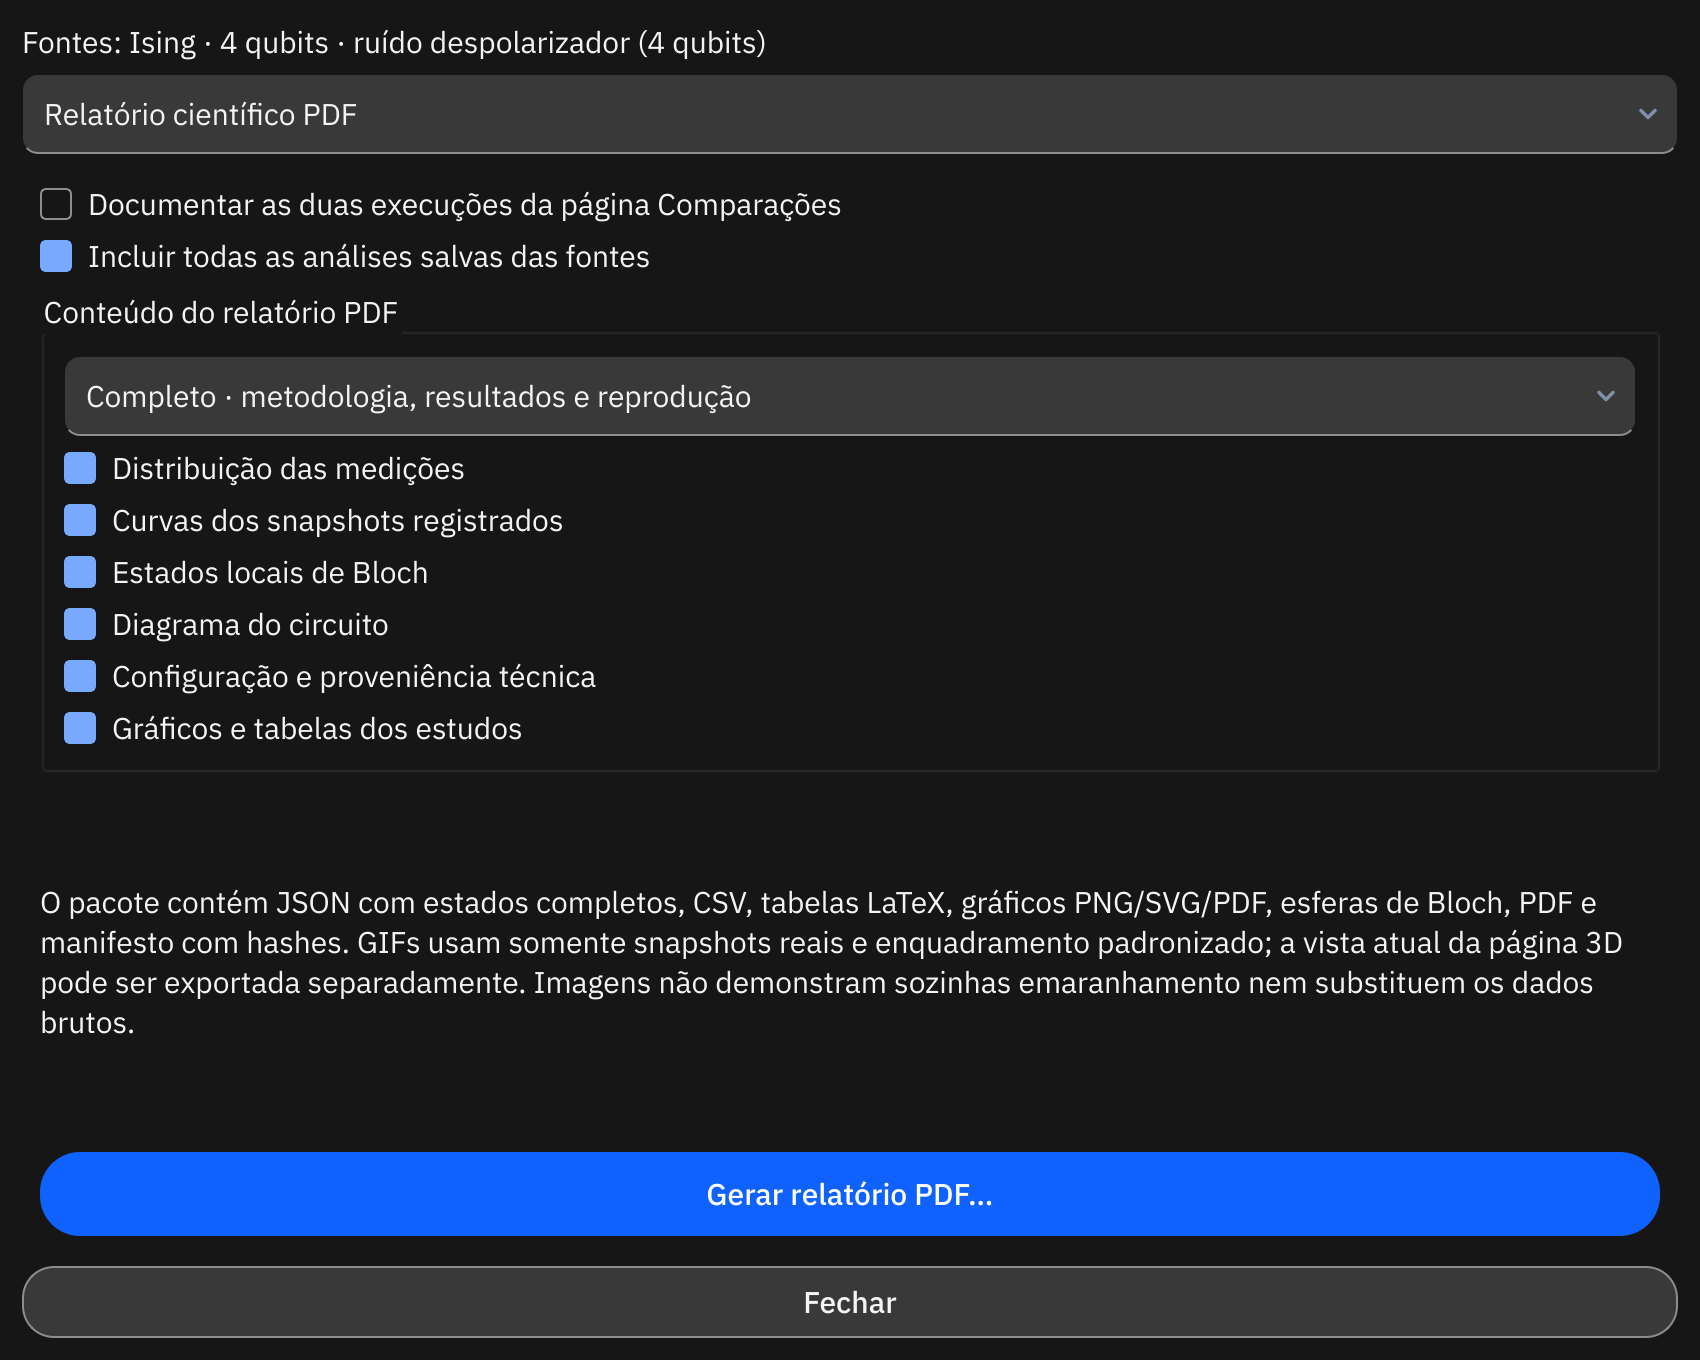 Fontes: Ising · 4 qubits · ruído despolarizador (4 qubits)
Relatório científico PDF
Documentar as duas execuções da página Comparações
Incluir todas as análises salvas das fontes
Conteúdo do relatório PDF
Completo · metodologia, resultados e reprodução
Distribuição das medições
Curvas dos snapshots registrados
Estados locais de Bloch
Diagrama do circuito
Configuração e proveniência técnica
Gráficos e tabelas dos estudos
O pacote contém JSON com estados completos, CSV, tabelas LaTeX, gráficos PNG/SVG/PDF, esferas de Bloch, PDF e
manifesto com hashes. GIFs usam somente snapshots reais e enquadramento padronizado; a vista atual da página 3D
pode ser exportada separadamente. Imagens não demonstram sozinhas emaranhamento nem substituem os dados
brutos.
Gerar relatório PDF...
Fechar